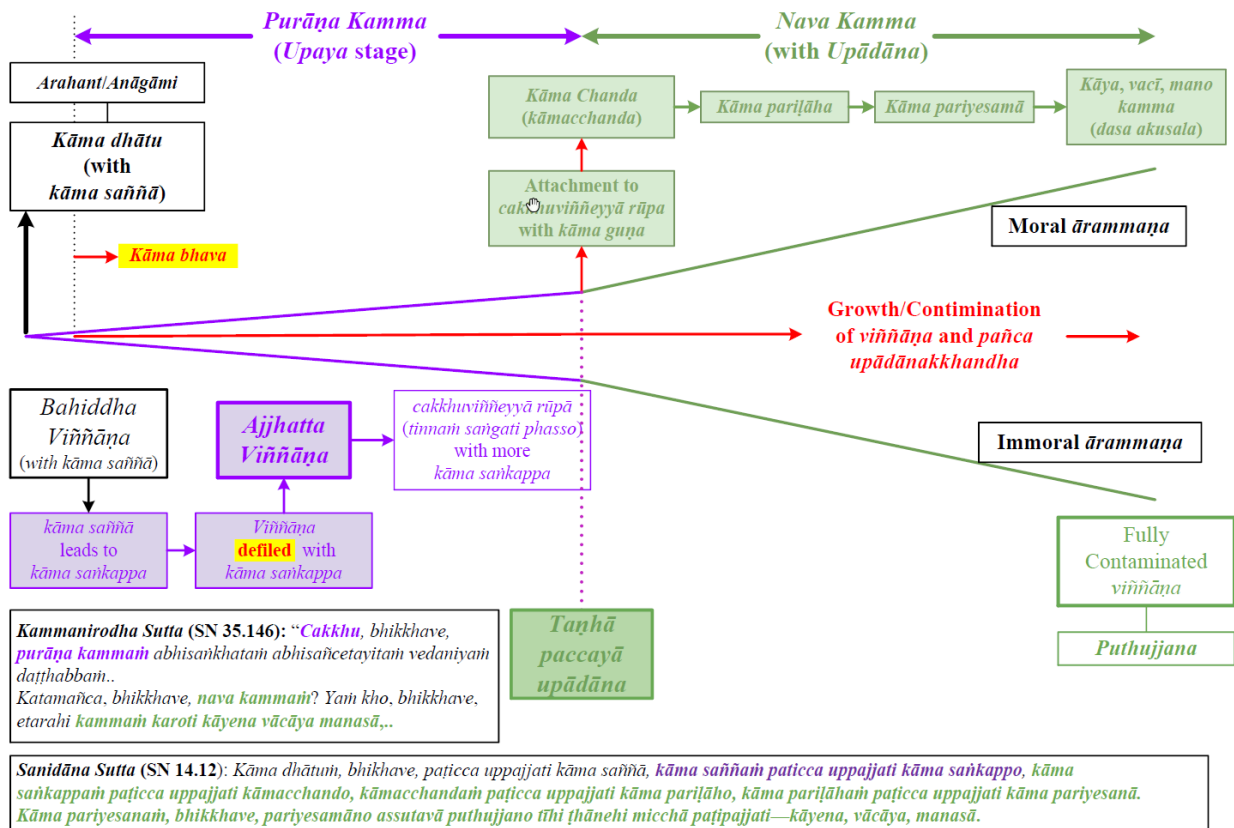 Purāṇa Kamma
(Upaya stage)
Nava Kamma
(with Upādāna)
Arahant/Anāgāmi
Kāma dhātu
(with
kāma saññā)
Kāma bhava
Kāma Chanda
(kāmacchanda)
Kāma pariḷāha
Kāma pariyesamā
Kāya, vacī, mano
kamma
(dasa akusala)
Attachment to
cakkhuviññeyyā rūpa
with kāma guṇa
Moral ārammaṇa
Growth/Contimination
of viññāṇa and pañca
upādānakkhandha
Immoral ārammaṇa
Bahiddha
Viññāṇa
(with kāma saññā)
Ajjhatta
Viññāṇa
cakkhuviññeyyā rūpā
(tinnaṁ saṅgati phasso)
with more
kāma saṅkappa
kāma saññā
leads to
kāma saṅkappa
Viññāṇa
defiled with
kāma saṅkappa
Taṇhā
paccayā
upādāna
Fully
Contaminated
viññāṇa
Puthujjana
Kammanirodha Sutta (SN 35.146): “Cakkhu, bhikkhave,
purāṇa kammaṁ abhisaṅkhataṁ abhisañcetayitaṁ vedaniyaṁ
daṭṭhabbaṁ..
Katamañca, bhikkhave, nava kammaṁ? Yaṁ kho, bhikkhave,
etarahi kammaṁ karoti kāyena vācāya manasā,..
Sanidāna Sutta (SN 14.12): Kāma dhātuṁ, bhikhave, paṭicca uppajjati kāma saññā, kāma saññaṁ paticca uppajjati kāma saṅkappo, kāma
saṅkappaṁ paṭicca uppajjati kāmacchando, kāmacchandaṁ paṭicca uppajjati kāma pariḷāho, kāma pariḷāhaṁ paṭicca uppajjati kāma pariyesanā.
Kāma pariyesanaṁ, bhikkhave, pariyesamāno assutavā puthujjano tīhi ṭhānehi micchā paṭipajjati—kāyena, vācāya, manasā.